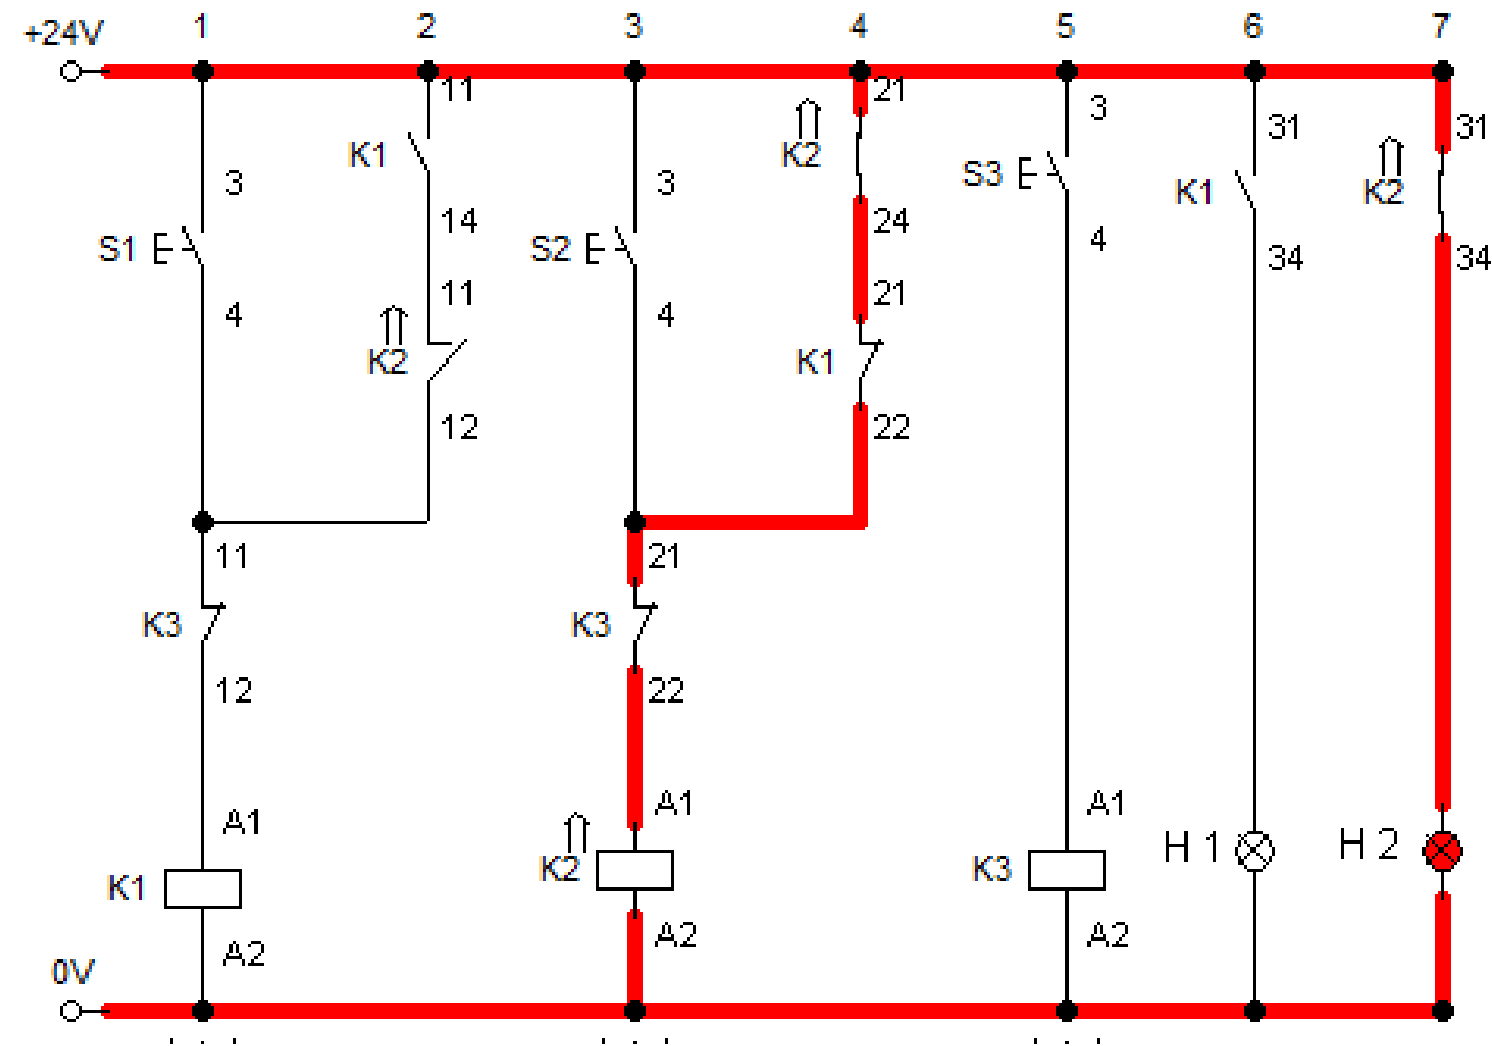 +24V 1 2 3 4 5 6 7
11 21
3
K1 K2 31 31
3 3 S3 K1 K2
14 24
S1 S2 4 34 34
11 21
4 4
K2 K1
12 22
11 21
K3 K3
12 22
A1 A1 A1
K1 K2 K3 H 1 H 2
A2 A2 A2
0V